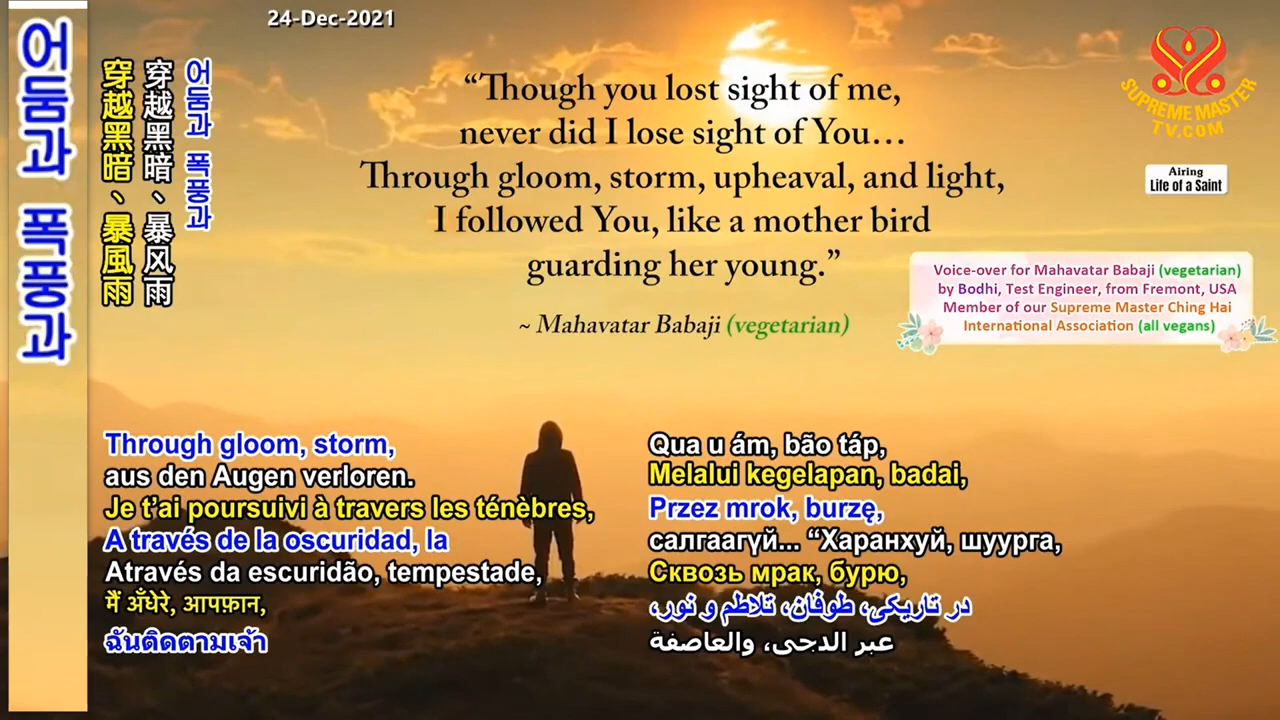 24-Dec-2021
어둠과 폭풍과
穿越黑暗、暴風雨
穿越黑暗、暴风雨
어둠과 폭풍과
“Though you lost sight of me,
never did I lose sight of You…
Through gloom, storm, upheaval, and light,
I followed You, like a mother bird
guarding her young.”
~ Mahavatar Babaji (vegetarian)
SUPREME MASTER
TV.COM
Airing
Life of a Saint
Voice-over for Mahavatar Babaji (vegetarian)
by Bodhi, Test Engineer, from Fremont, USA
Member of our Supreme Master Ching Hai
International Association (all vegans)
Through gloom, storm,
aus den Augen verloren.
Je t’ai poursuivi à travers les ténèbres,
A través de la oscuridad, la
Através da escuridão, tempestade,
मैं अँधेरे, आपफ़ान,
ฉันติดตามเจ้า
Qua u ám, bão táp,
Melalui kegelapan, badai,
Przez mrok, burzę,
салгаагүй... “Харанхуй, шуурга,
Сквозь мрак, бурю,
در تاریکی، طوفان، تلاطم و نور،
عبر الدجى، والعاصفة